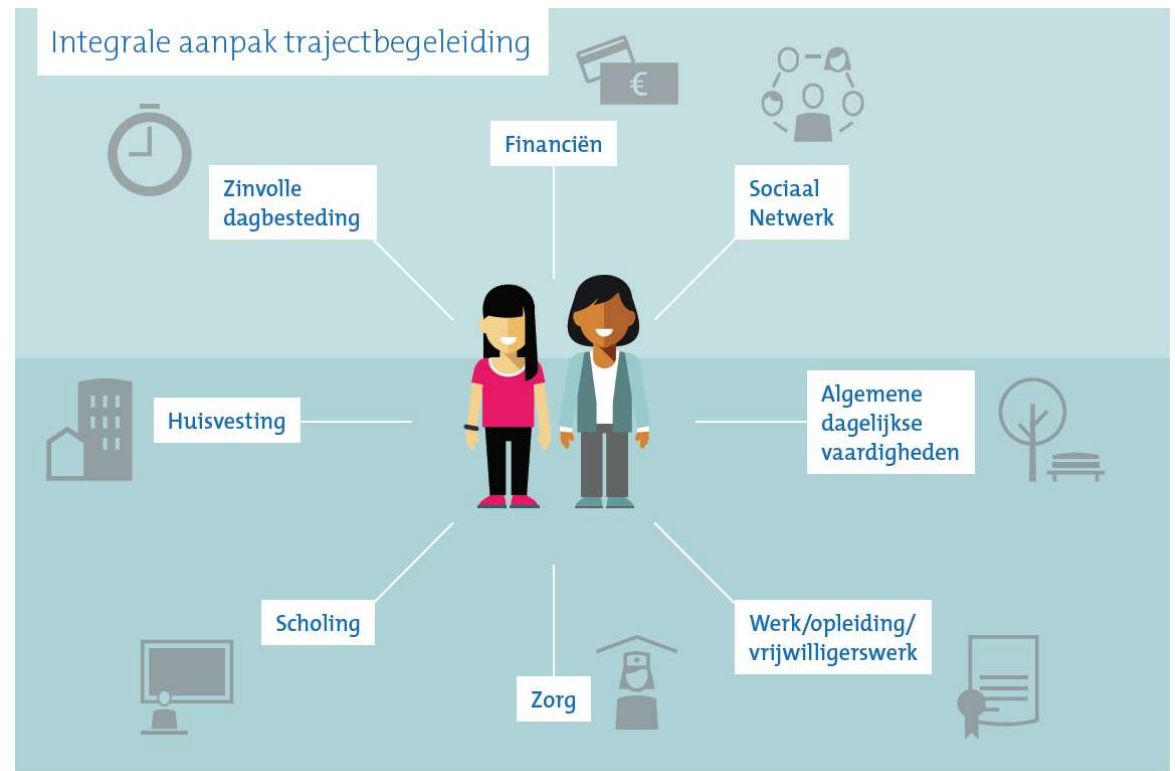 Integrale aanpak trajectbegeleiding
€
Financiën
Zinvolle
dagbesteding
Sociaal
Netwerk
Huisvesting
Algemene
dagelijkse
vaardigheden
Scholing
Werk/opleiding/
vrijwilligerswerk
Zorg